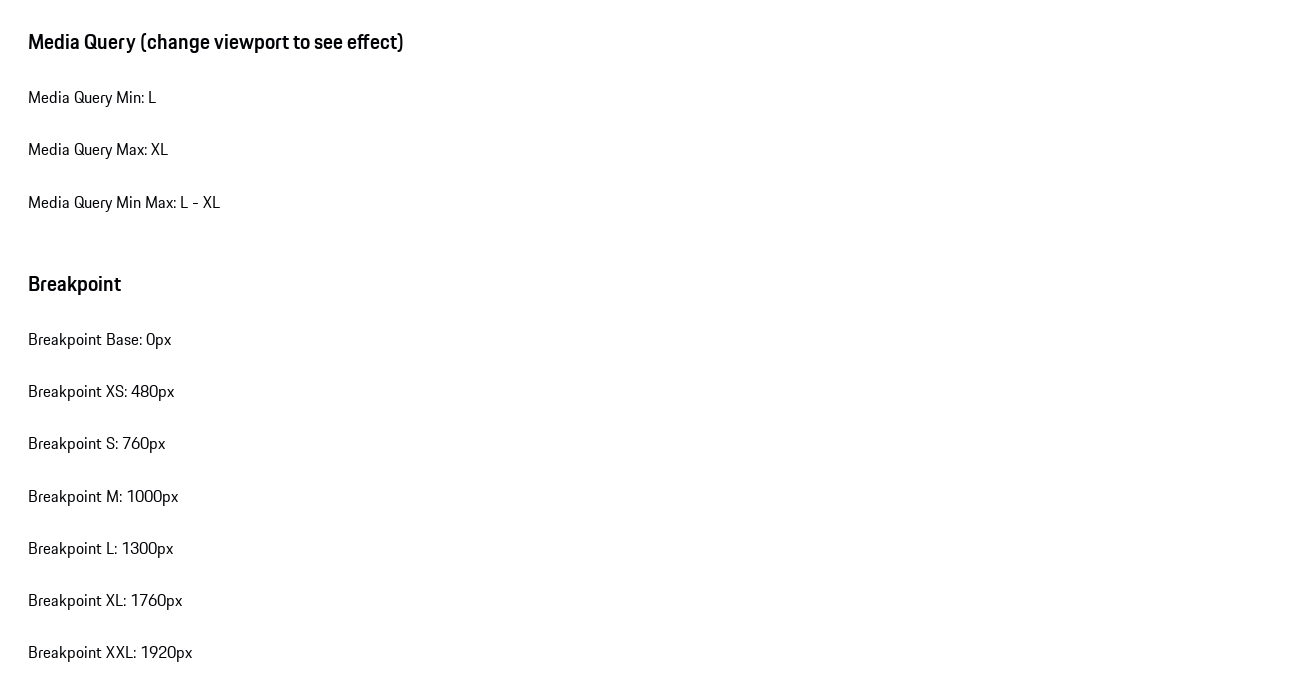 Media Query (change viewport to see effect)
Media Query Min: L
Media Query Max: XL
Media Query Min Max: L - XL
Breakpoint
Breakpoint Base: 0px
Breakpoint XS: 480px
Breakpoint S: 760px
Breakpoint M: 1000px
Breakpoint L: 1300px
Breakpoint XL: 1760px
Breakpoint XXL: 1920px